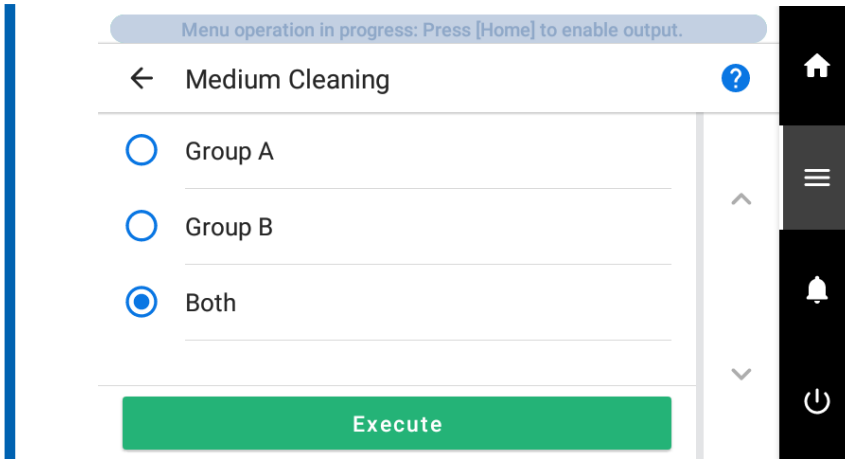 Menu operation in progress: Press [Home] to enable output.
Medium Cleaning
?
Group A
Group B
Both
Execute